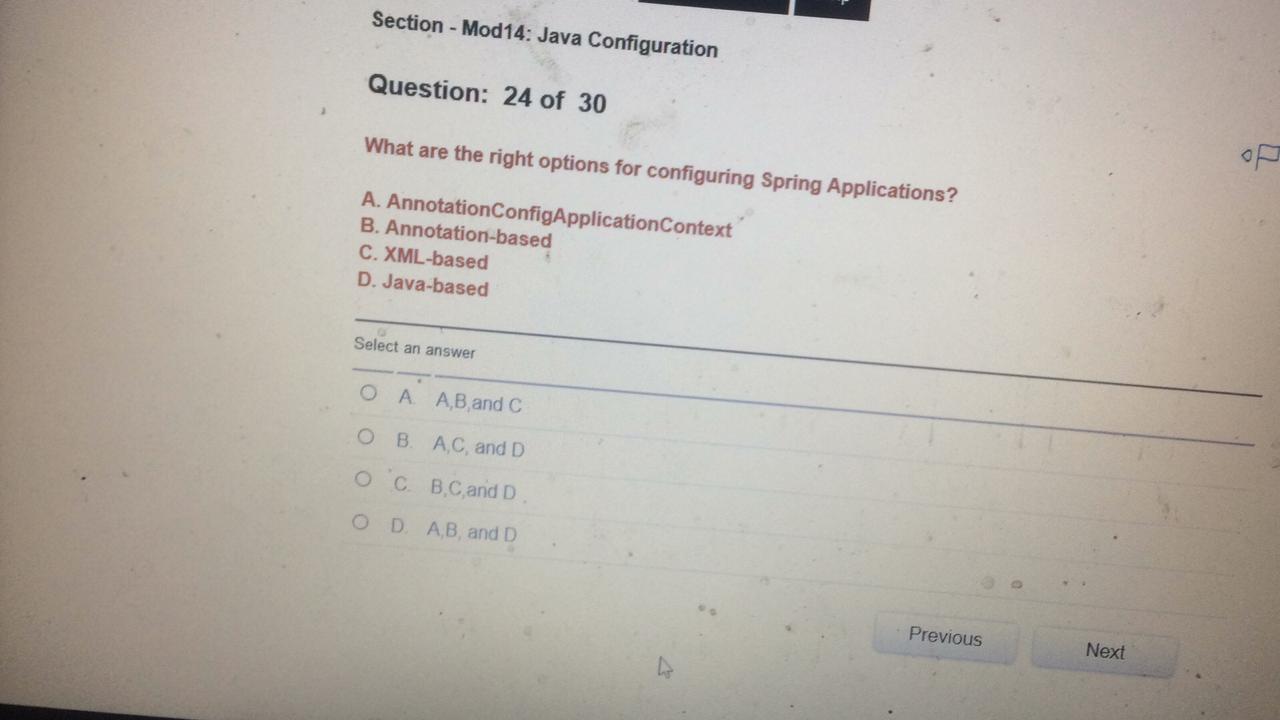 Section - Mod14: Java Configuration
Question: 24 of 30
What are the right options for configuring Spring Applications?
A. AnnotationConfigApplicationContext
B. Annotation-based
C. XML-based
D. Java-based
Select an answer
A. A,B,and C
B. A,C, and D
C. B,C,and D
D. A,B, and D
Previous
Next